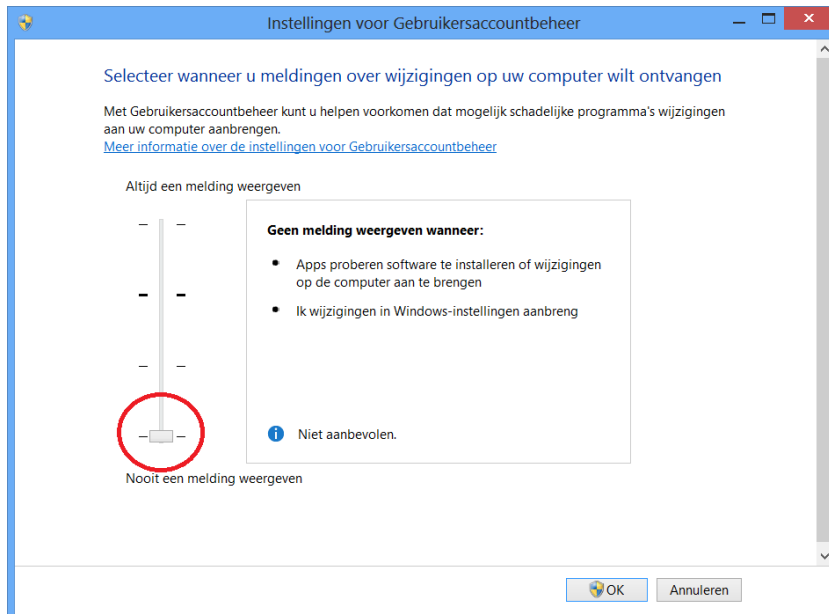 Instellingen voor Gebruikersaccountbeheer
Selecteer wanneer u meldingen over wijzigingen op uw computer wilt ontvangen
Met Gebruikersaccountbeheer kunt u helpen voorkomen dat mogelijk schadelijke programma's wijzigingen
aan uw computer aanbrengen.
Meer informatie over de instellingen voor Gebruikersaccountbeheer
Altijd een melding weergeven
Geen melding weergeven wanneer:
Apps proberen software te installeren of wijzigingen
op de computer aan te brengen
Ik wijzigingen in Windows-instellingen aanbreng
Niet aanbevolen.
Nooit een melding weergeven
OK Annuleren